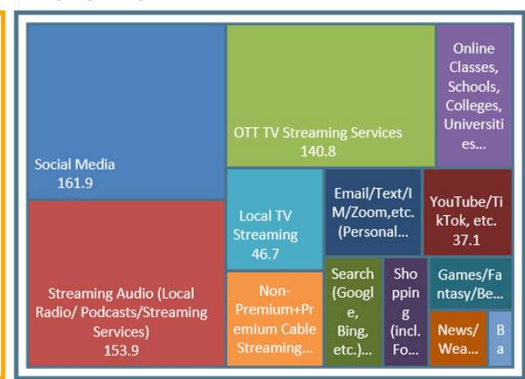 Social Media
161.9
Streaming Audio (Local
Radio/ Podcasts/Streaming
Services)
153.9
OTT TV Streaming Services
140.8
Local TV
Streaming
46.7
Non-
Premium+Pr
emium Cable
Streaming...
Online
Classes,
Schools,
Colleges,
Universiti
es...
Email/Text/I
M/Zoom,etc.
(Personal...
YouTube/Ti
kTok, etc.
37.1
Search
(Googl
e,
Bing,
etc.)...
Sho
ppin
g
(incl.
Fo...
Games/Fa
ntasy/Be...
News/
Wea...
Ba